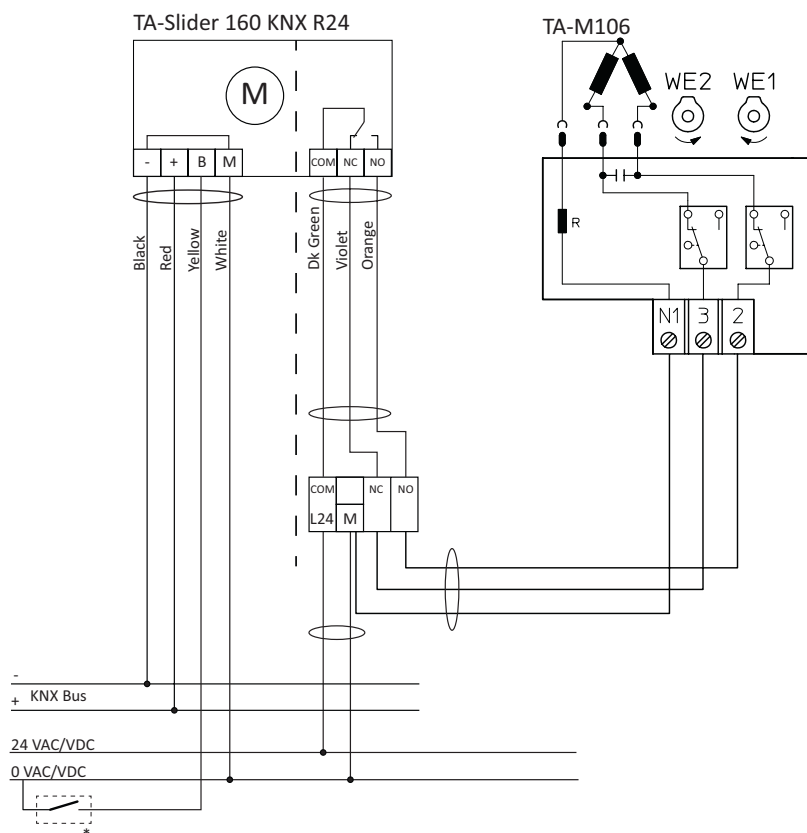 TA-Slider 160 KNX R24
TA-M106
WE2 WE1
M
- + B M
COM NC NO
Black
Red
Yellow
White
Dk Green
Violet
Orange
R
N1 3 2
COM NC NO
L24 M
-
+ KNX Bus
24 VAC/VDC
0 VAC/VDC
*